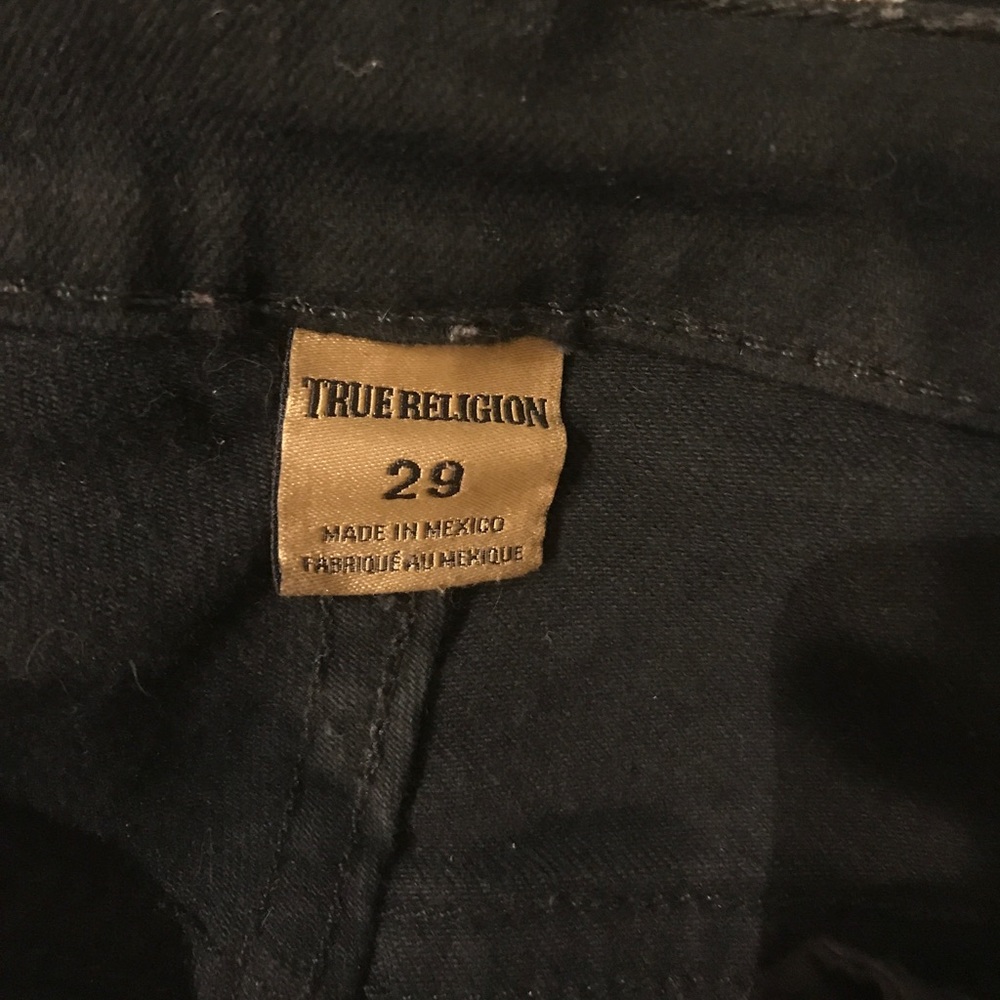 TRUE RELIGION
29
MADE IN MEXICO
FABRIQUÉ AU MEXIQUE